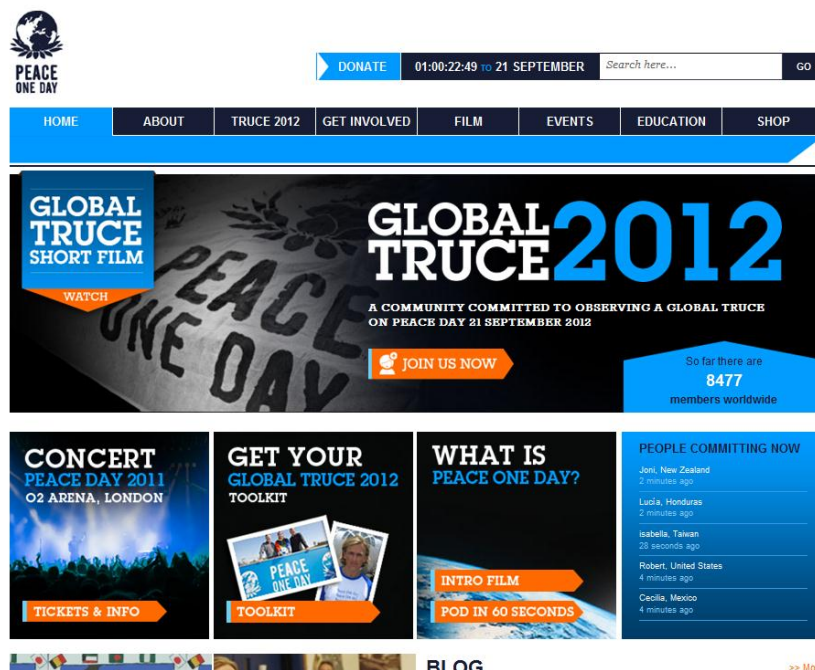 PEACE
ONE DAY
DONATE
01:00:22:49 TO 21 SEPTEMBER
Search here...
GO
HOME
ABOUT
TRUCE 2012
GET INVOLVED
FILM
EVENTS
EDUCATION
SHOP
GLOBAL
TRUCE
SHORT FILM
WATCH
PEACE
ONE DAY
GLOBAL
TRUCE 2012
A COMMUNITY COMMITTED TO OBSERVING A GLOBAL TRUCE
ON PEACE DAY 21 SEPTEMBER 2012
JOIN US NOW
So far there are
8477
members worldwide
CONCERT
PEACE DAY 2011
O2 ARENA, LONDON
TICKETS & INFO
GET YOUR
GLOBAL TRUCE 2012
TOOLKIT
PEACE
ONE DAY
TOOLKIT
WHAT IS
PEACE ONE DAY?
INTRO FILM
POD IN 60 SECONDS
PEOPLE COMMITTING NOW
Joni, New Zealand
2 minutes ago
Lucía, Honduras
2 minutes ago
isabella, Taiwan
28 seconds ago
Robert, United States
4 minutes ago
Cecilia, Mexico
4 minutes ago
BLOG